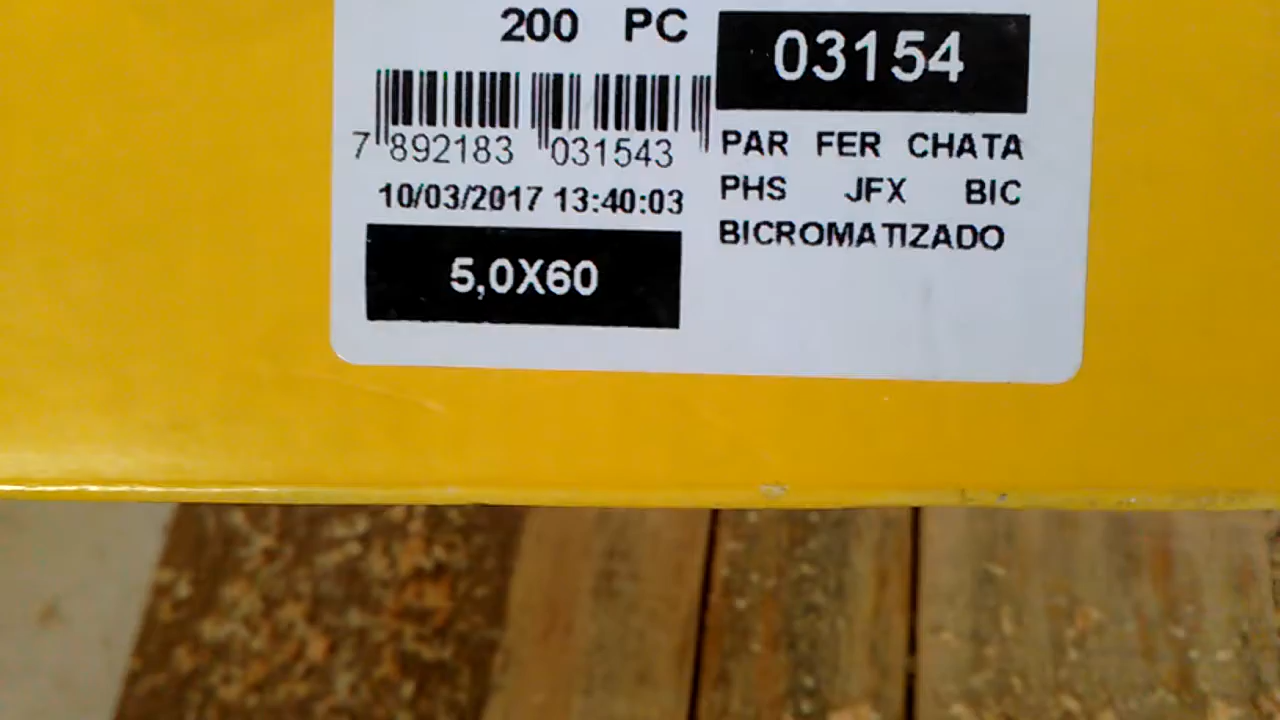 200 PC
7 892183 031543
10/03/2017 13:40:03
5,0X60
03154
PAR FER CHATA
PHS JFX BIC
BICROMATIZADO